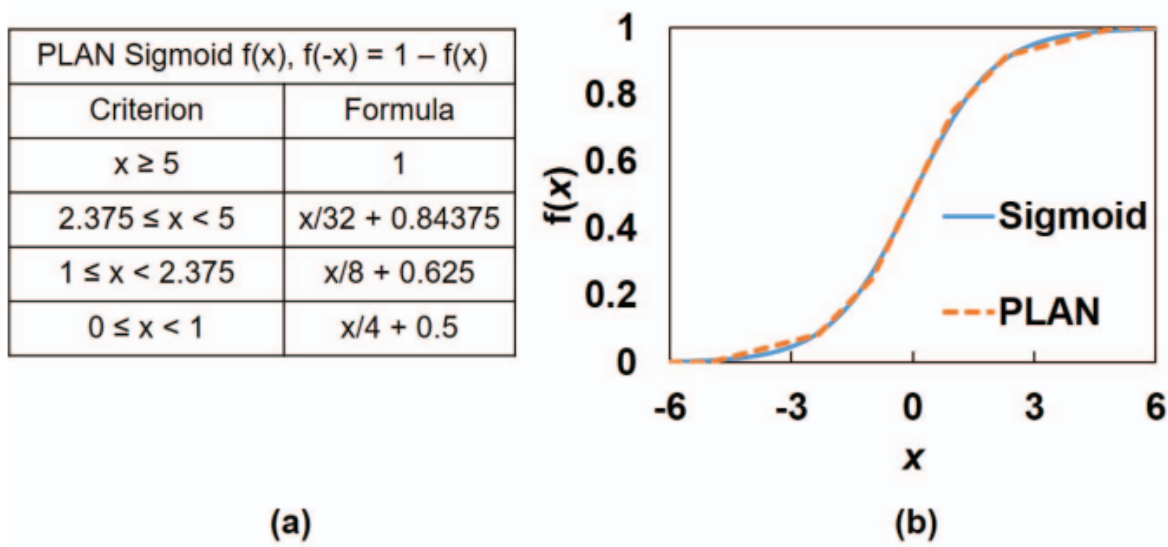 PLAN Sigmoid f(x), f(-x) = 1 – f(x)
Criterion Formula
x ≥ 5 1
2.375 ≤ x < 5 x/32 + 0.84375
1 ≤ x < 2.375 x/8 + 0.625
0 ≤ x < 1 x/4 + 0.5
(a)
f(x)
1
0.8
0.6
0.4
0.2
0
-6 -3 0 3 6
x
Sigmoid
PLAN
(b)